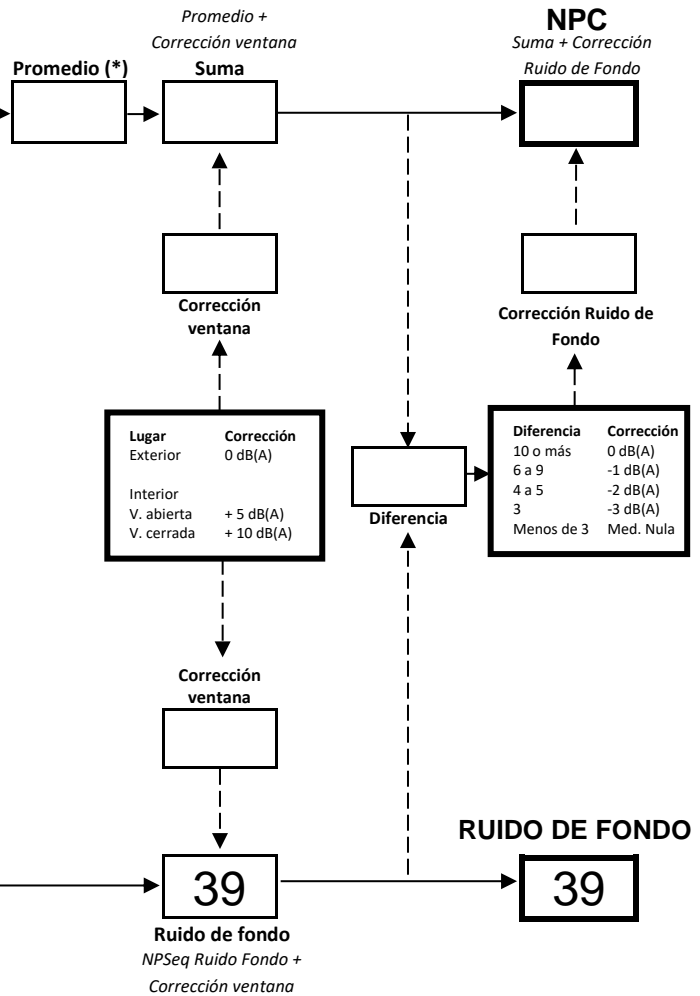 Promedio +
Corrección ventana
NPC
Suma + Corrección
Ruido de Fondo
Promedio (*)
Suma
Corrección
ventana
Corrección Ruido de
Fondo
Lugar Corrección
Exterior 0 dB(A)
Interior
V. abierta + 5 dB(A)
V. cerrada + 10 dB(A)
Diferencia
Diferencia Corrección
10 o más 0 dB(A)
6 a 9 -1 dB(A)
4 a 5 -2 dB(A)
3 -3 dB(A)
Menos de 3 Med. Nula
Corrección
ventana
RUIDO DE FONDO
39
39
Ruido de fondo
NPSeq Ruido Fondo +
Corrección ventana